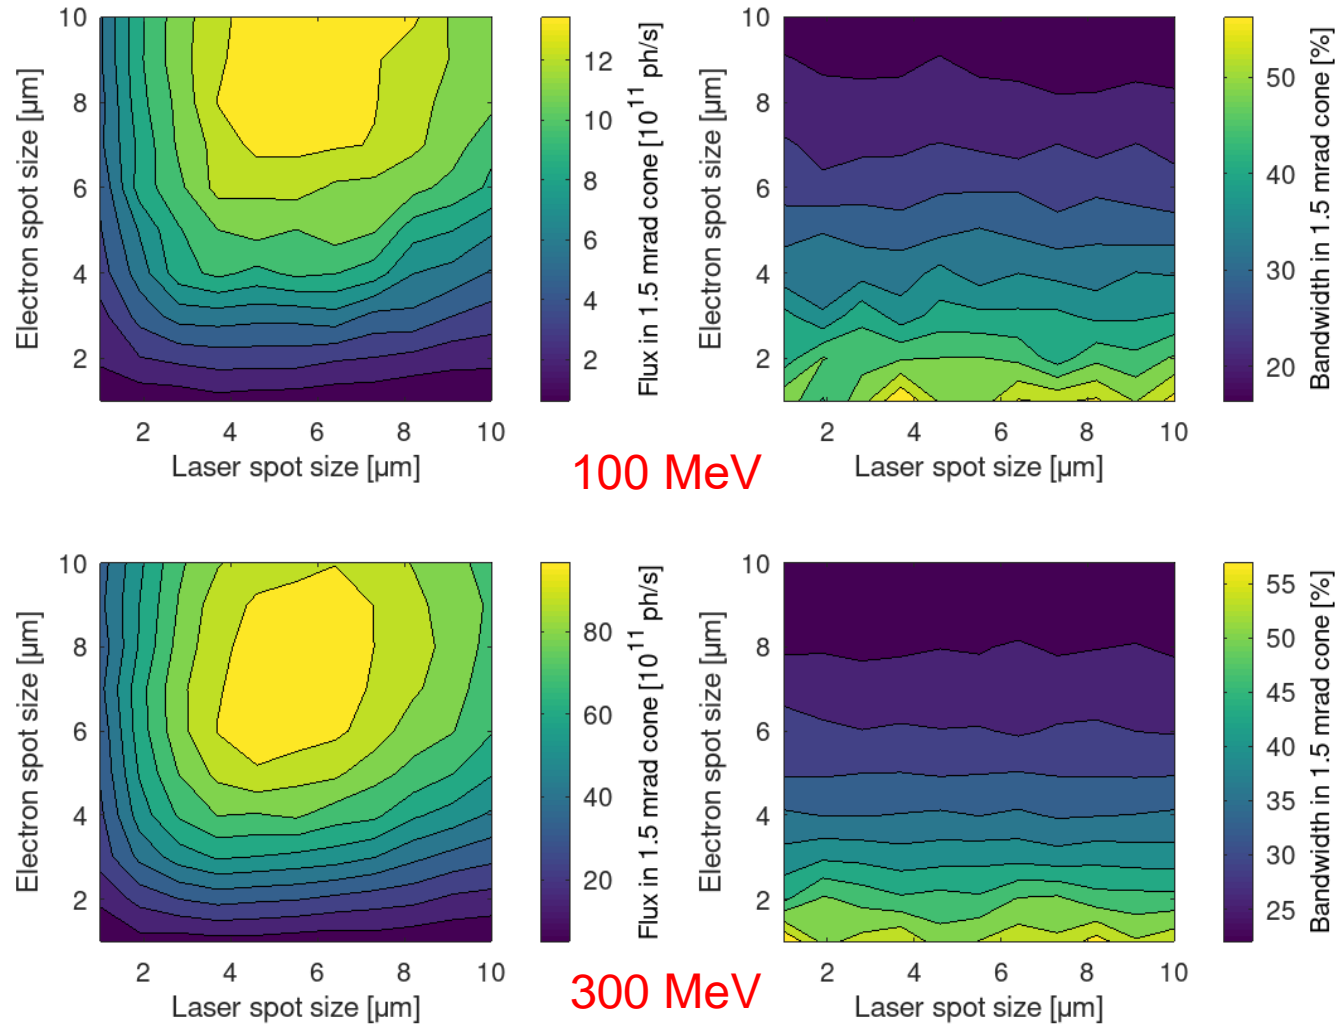 10
8
6
4
2
Electron spot size [µm]
2 4 6 8 10
Laser spot size [µm]
12
10
8
6
4
2
Flux in 1.5 mrad cone [10^11 ph/s]
10
8
6
4
2
Electron spot size [µm]
2 4 6 8 10
Laser spot size [µm]
50
40
30
20
Bandwidth in 1.5 mrad cone [%]
100 MeV
10
8
6
4
2
Electron spot size [µm]
2 4 6 8 10
Laser spot size [µm]
80
60
40
20
Flux in 1.5 mrad cone [10^11 ph/s]
10
8
6
4
2
Electron spot size [µm]
2 4 6 8 10
Laser spot size [µm]
55
50
45
40
35
30
25
Bandwidth in 1.5 mrad cone [%]
300 MeV